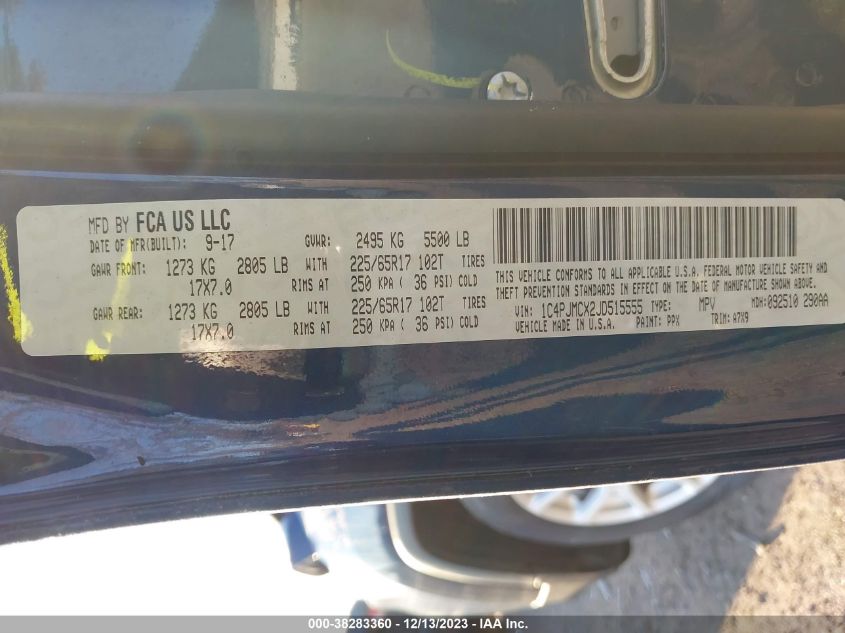 MFD BY FCA US LLC
DATE OF MFR(BUILT): 9-17 GVWR: 2495 KG 5500 LB
GAWR FRONT: 1273 KG 2805 LB WITH 225/65R17 102T TIRES
17X7.0 RIMS AT 250 KPA ( 36 PSI) COLD
GAWR REAR: 1273 KG 2805 LB WITH 225/65R17 102T TIRES
17X7.0 RIMS AT 250 KPA ( 36 PSI) COLD
THIS VEHICLE CONFORMS TO ALL APPLICABLE U.S.A. FEDERAL MOTOR VEHICLE SAFETY AND
THEFT PREVENTION STANDARDS IN EFFECT ON THE DATE OF MANUFACTURE SHOWN ABOVE.
VIN: 1C4PJMCX2JD515555 TYPE: MPV MDH: 092510 290AA
VEHICLE MADE IN U.S.A. PAINT: PPX TRIM: A7X9
000-38283360 - 12/13/2023 - IAA Inc.